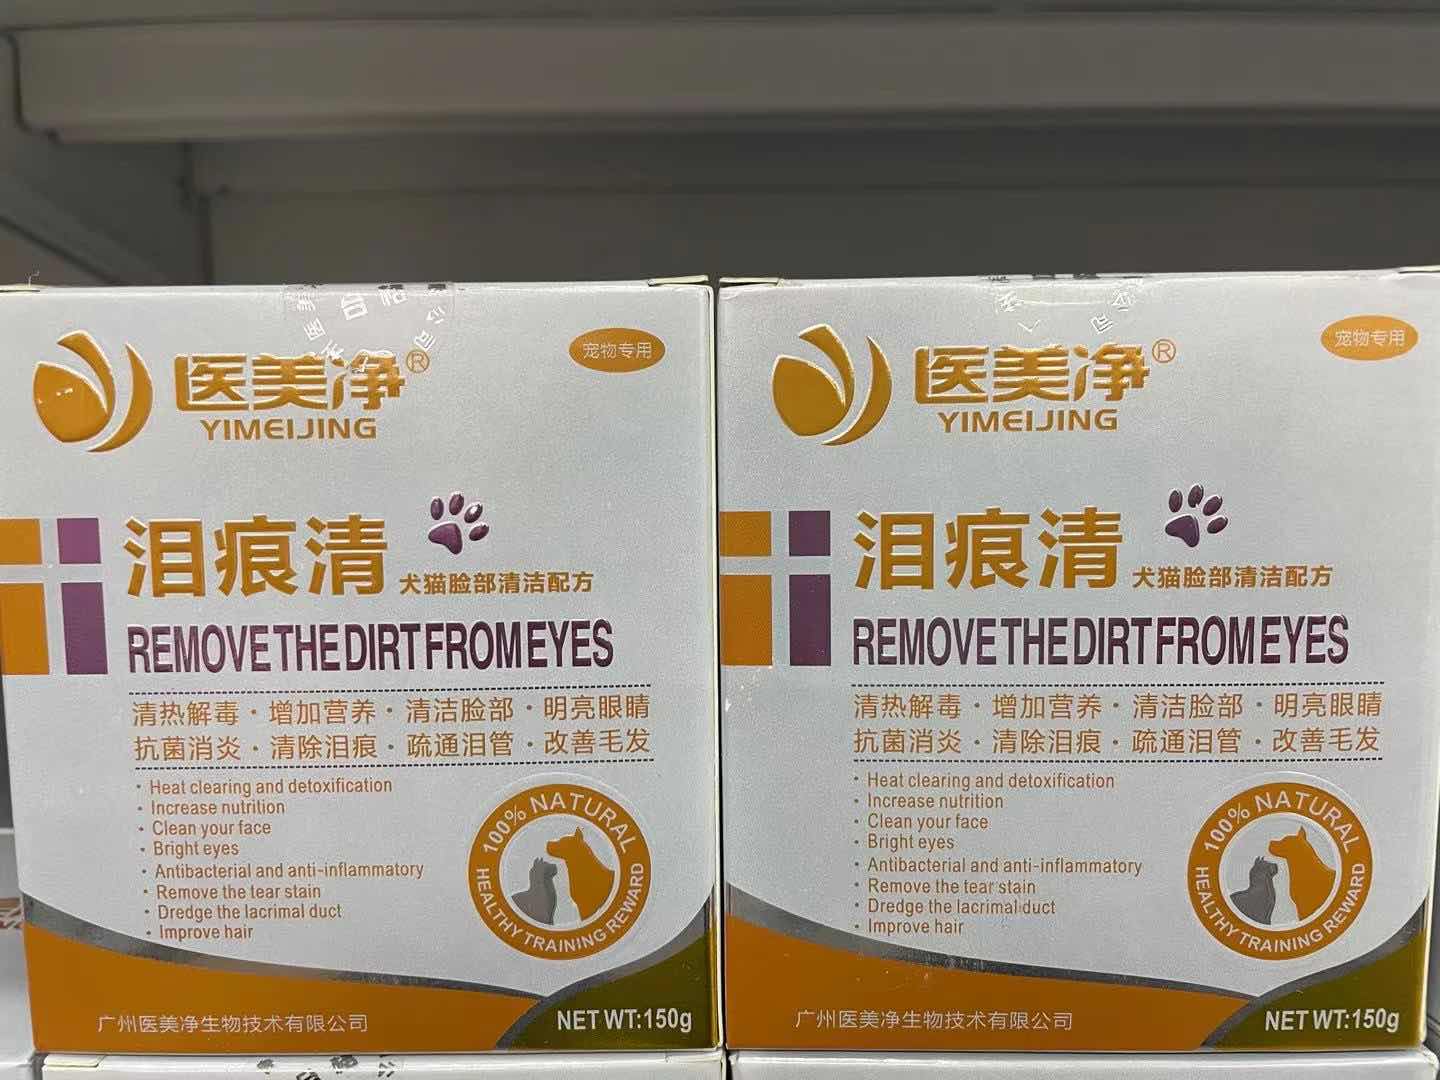 医美净®
YIMEIJING
宠物专用
泪痕清
犬猫脸部清洁配方
REMOVE THE DIRT FROM EYES
清热解毒·增加营养·清洁脸部·明亮眼睛
抗菌消炎·清除泪痕·疏通泪管·改善毛发
· Heat clearing and detoxification
· Increase nutrition
· Clean your face
· Bright eyes
· Antibacterial and anti-inflammatory
· Remove the tear stain
· Dredge the lacrimal duct
· Improve hair
100% NATURAL
HEALTHY TRAINING REWARD
广州医美净生物技术有限公司
NET WT:150g
医美净®
YIMEIJING
宠物专用
泪痕清
犬猫脸部清洁配方
REMOVE THE DIRT FROM EYES
清热解毒·增加营养·清洁脸部·明亮眼睛
抗菌消炎·清除泪痕·疏通泪管·改善毛发
· Heat clearing and detoxification
· Increase nutrition
· Clean your face
· Bright eyes
· Antibacterial and anti-inflammatory
· Remove the tear stain
· Dredge the lacrimal duct
· Improve hair
100% NATURAL
HEALTHY TRAINING REWARD
广州医美净生物技术有限公司
NET WT:150g